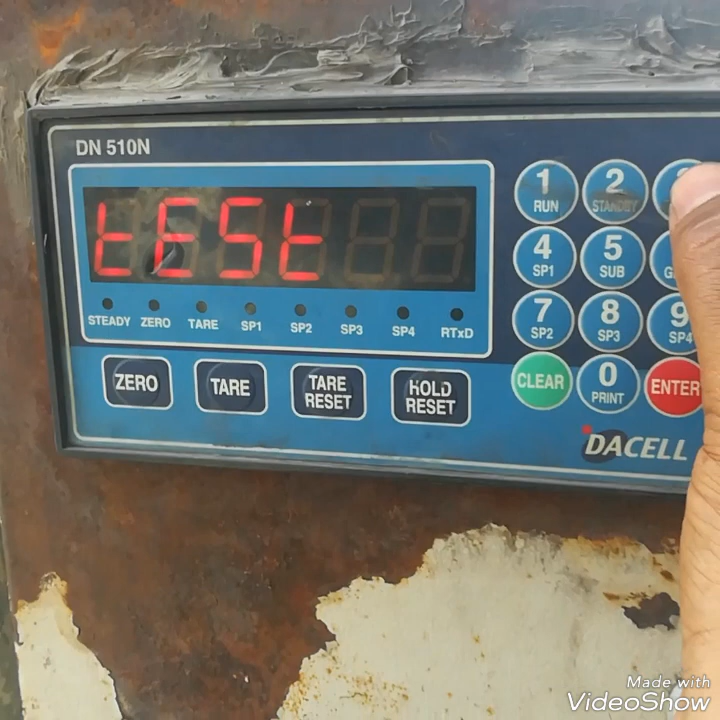 DN 510N
tESt
1 RUN
2 STANDBY
4 SP1
5 SUB
7 SP2
8 SP3
9 SP4
STEADY ZERO TARE SP1 SP2 SP3 SP4 RTxD
ZERO
TARE
TARE
RESET
HOLD
RESET
CLEAR
0 PRINT
ENTER
DACELL
Made with
VideoShow